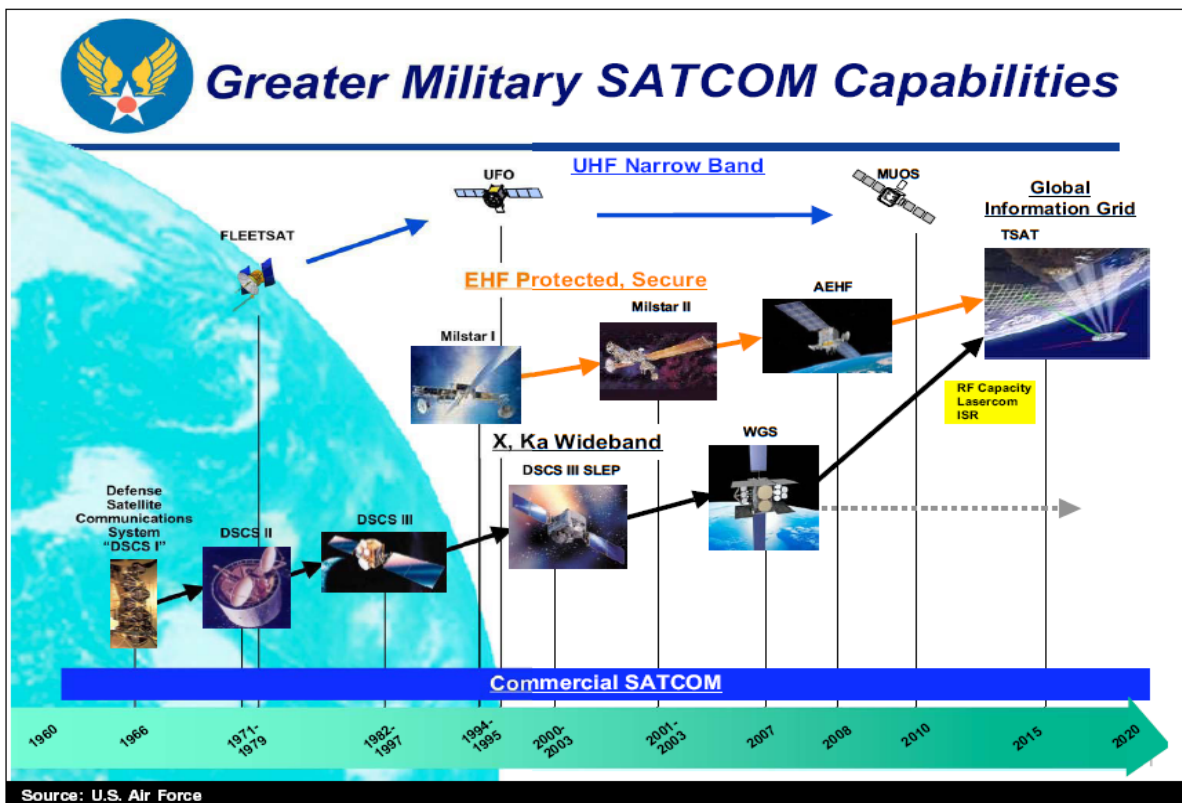 Greater Military SATCOM Capabilities
UHF Narrow Band
UFO
MUOS
Global
Information Grid
TSAT
FLEETSAT
EHF Protected, Secure
Milstar I
Milstar II
AEHF
RF Capacity
Lasercom
ISR
X, Ka Wideband
DSCS III SLEP
WGS
Defense
Satellite
Communications
System
“DSCS I”
DSCS II
DSCS III
Commercial SATCOM
1960
1966
1971-
1979
1982-
1997
1994-
1995
2000-
2003
2001-
2003
2007
2008
2010
2015
2020
Source: U.S. Air Force